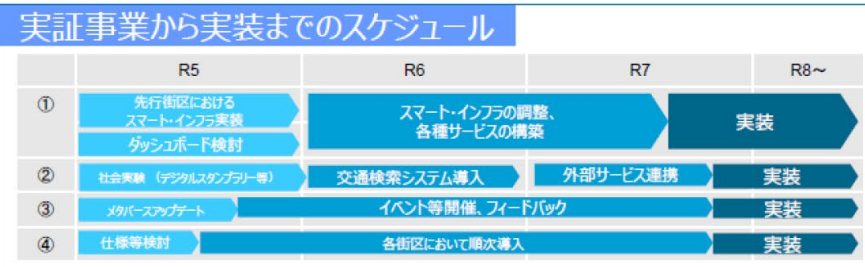 実証事業から実装までのスケジュール
R5 R6 R7 R8～
①
先行街区における
スマート・インフラ実装
ダッシュボード検討
スマート・インフラの調整、
各種サービスの構築
実装
② 社会実験 （デジタルスタンプラリー等） 交通検索システム導入 外部サービス連携 実装
③ メタバースアップデート イベント等開催、フィードバック 実装
④ 仕様等検討 各街区において順次導入 実装